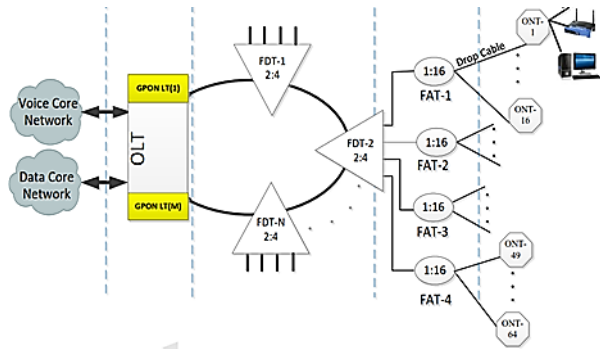 Voice Core
Network
Data Core
Network
GPON LT(1)
OLT
GPON LT(M)
FDT-1
2:4
FDT-2
2:4
FDT-N
2:4
1:16
FAT-1
1:16
FAT-2
1:16
FAT-3
1:16
FAT-4
Drop Cable
ONT-
1
ONT-
16
ONT-
49
ONT-
64